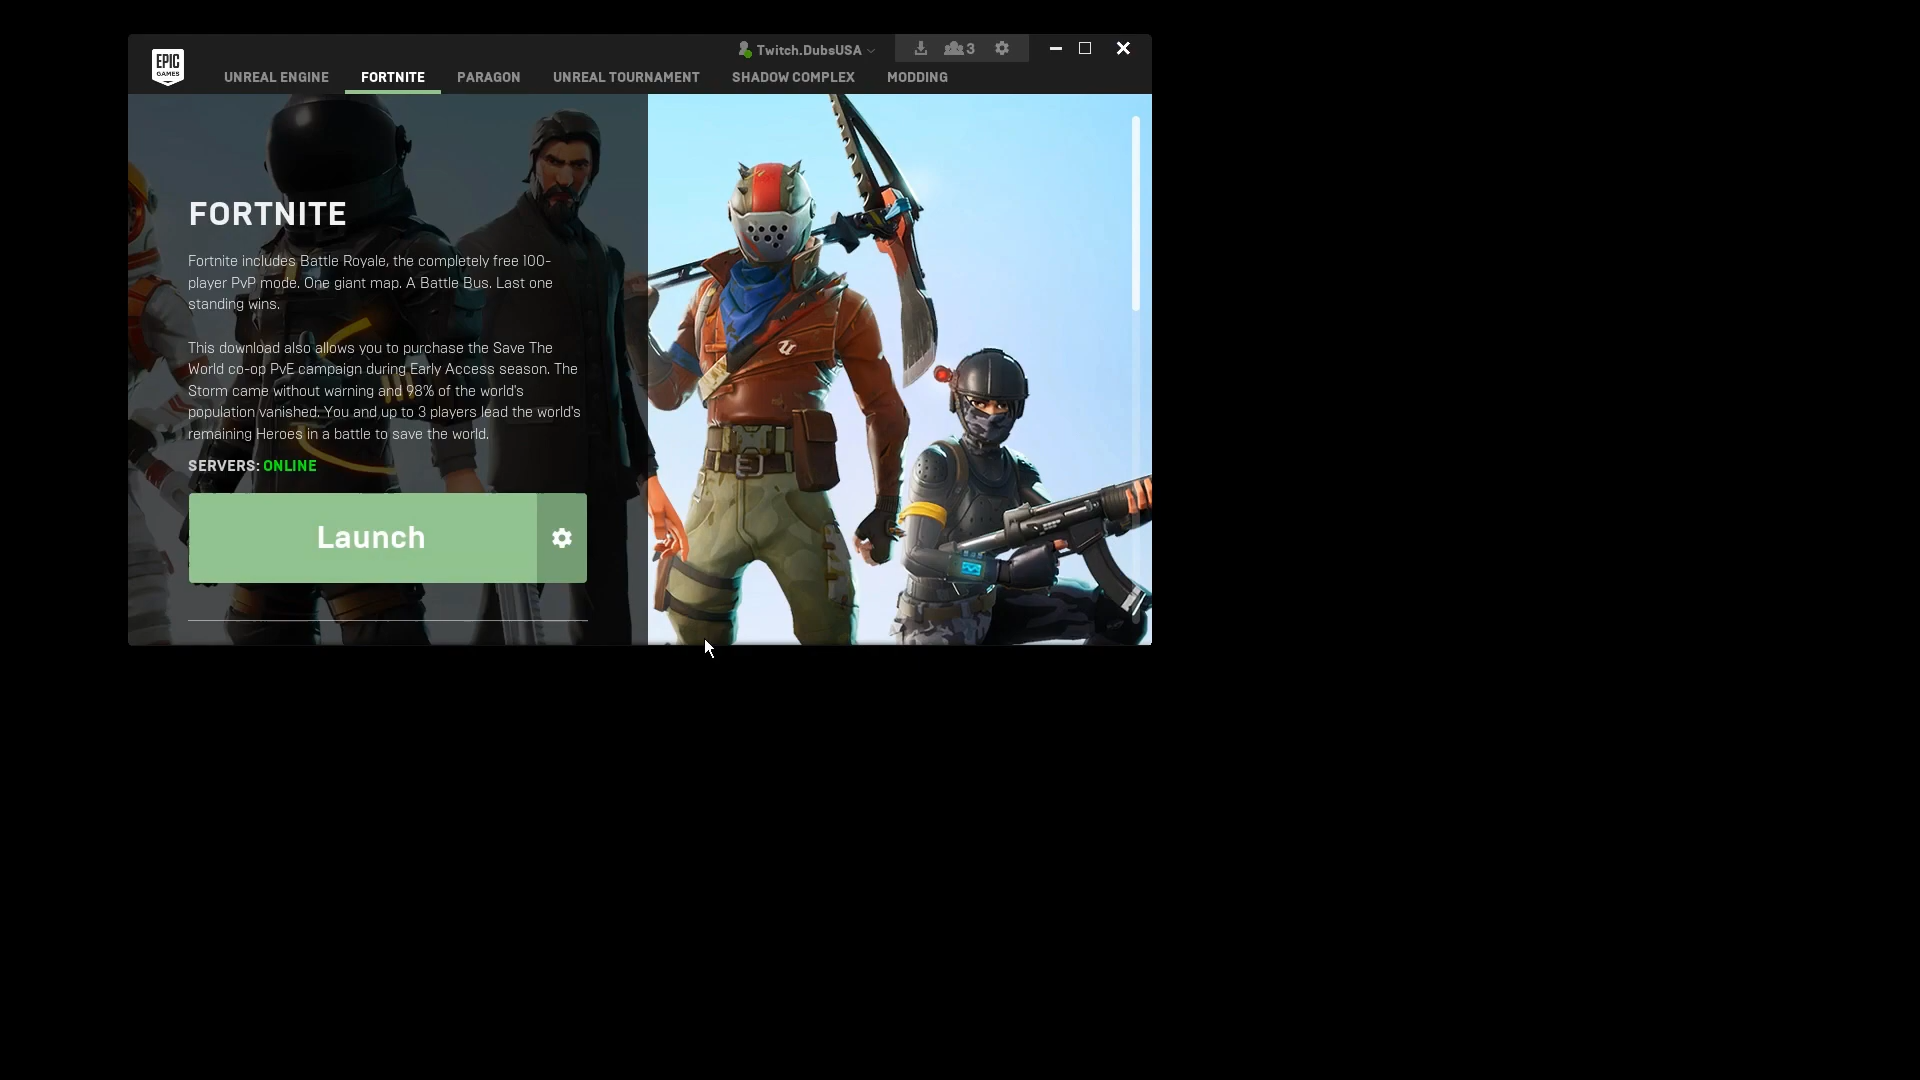 Twitch.DubsUSA
3
EPIC
GAMES
UNREAL ENGINE
FORTNITE
PARAGON
UNREAL TOURNAMENT
SHADOW COMPLEX
MODDING
FORTNITE
Fortnite includes Battle Royale, the completely free 100-
player PvP mode. One giant map. A Battle Bus. Last one
standing wins.
This download also allows you to purchase the Save The
World co-op PvE campaign during Early Access season. The
Storm came without warning and 98% of the world's
population vanished. You and up to 3 players lead the world's
remaining Heroes in a battle to save the world.
SERVERS: ONLINE
Launch